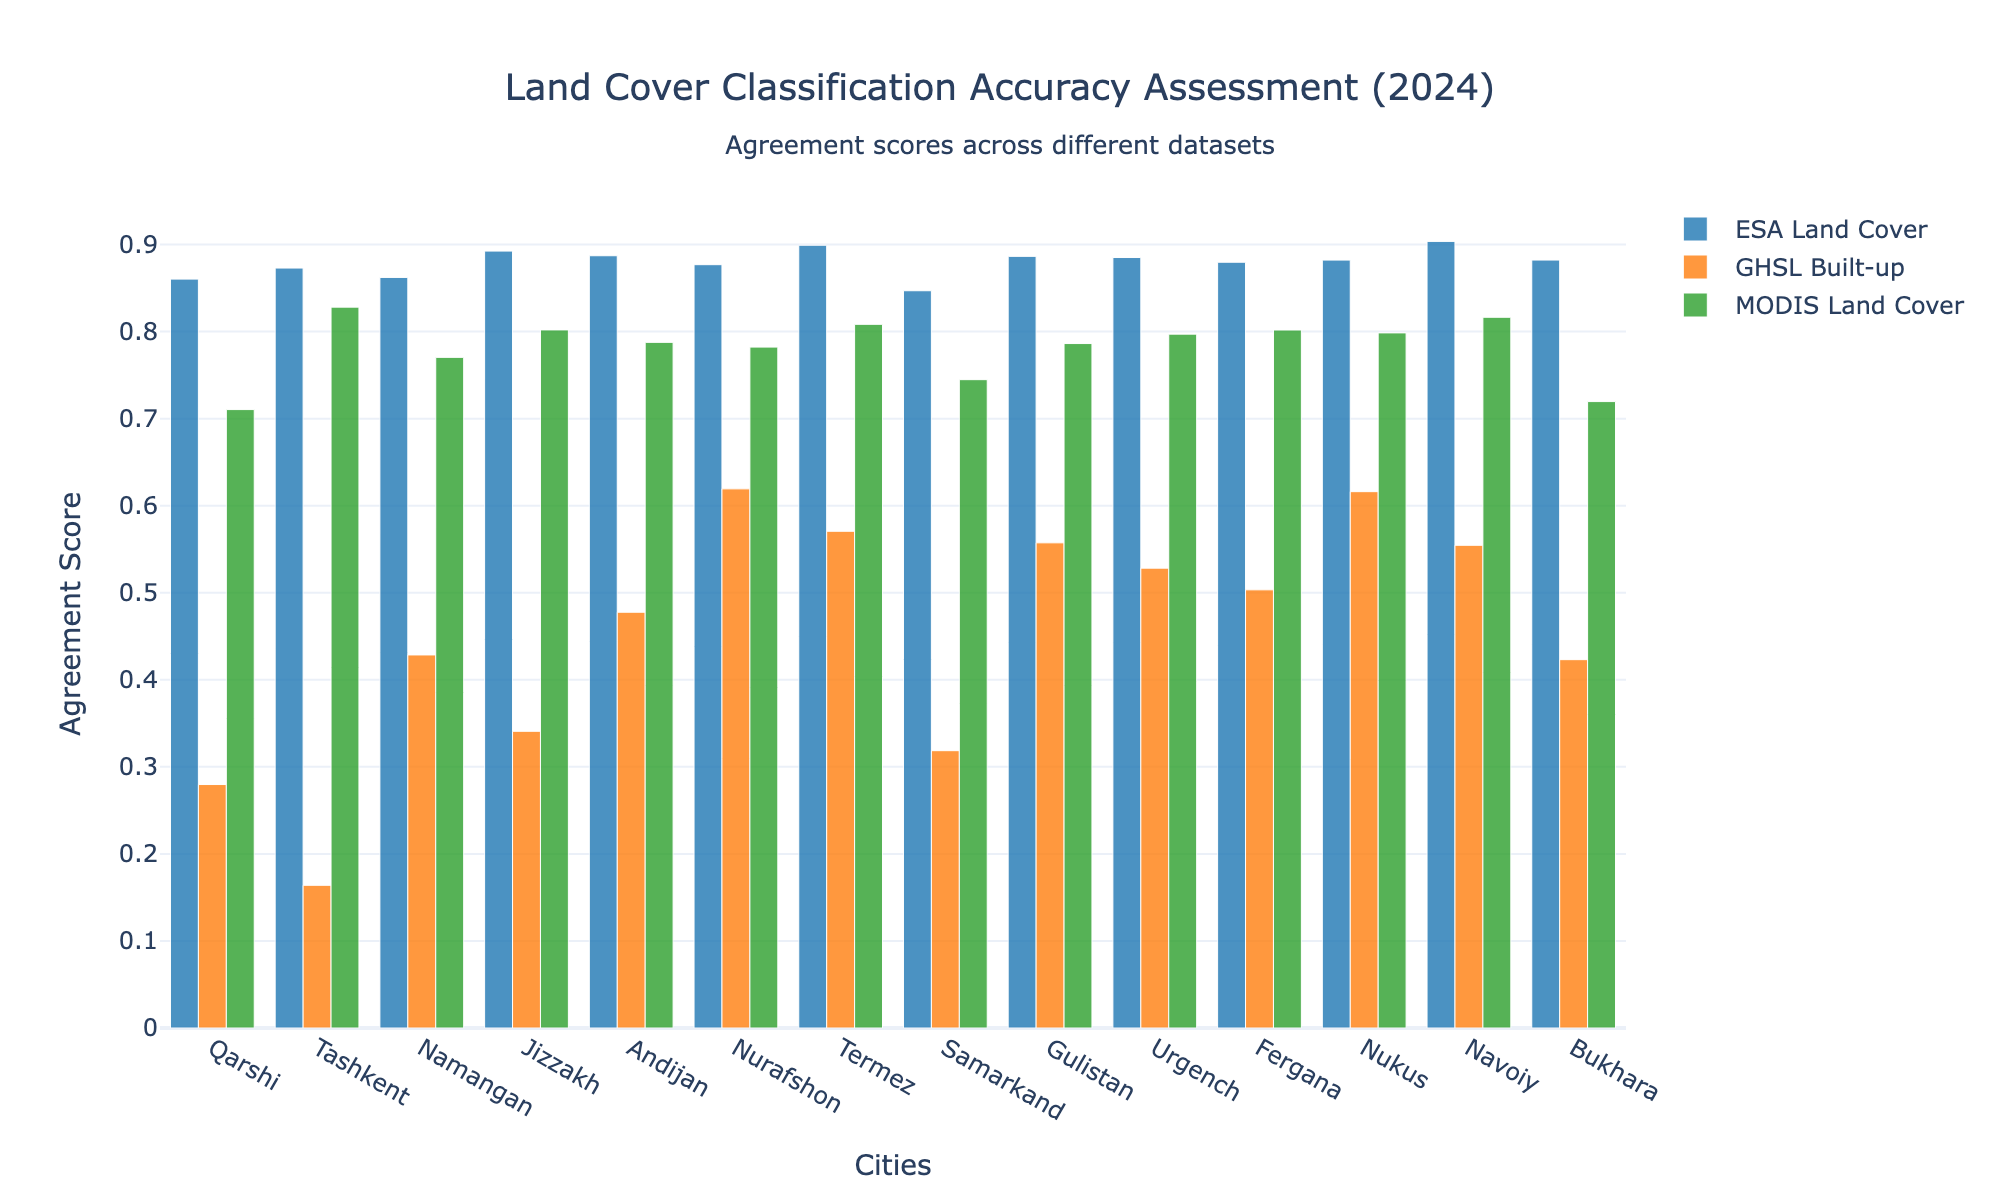 Land Cover Classification Accuracy Assessment (2024)
Agreement scores across different datasets
ESA Land Cover
GHSL Built-up
MODIS Land Cover
Agreement Score
0.9
0.8
0.7
0.6
0.5
0.4
0.3
0.2
0.1
0
Qarshi
Tashkent
Namangan
Jizzakh
Andijan
Nurafshon
Termez
Samarkand
Gulistan
Urgench
Fergana
Nukus
Navoiy
Bukhara
Cities